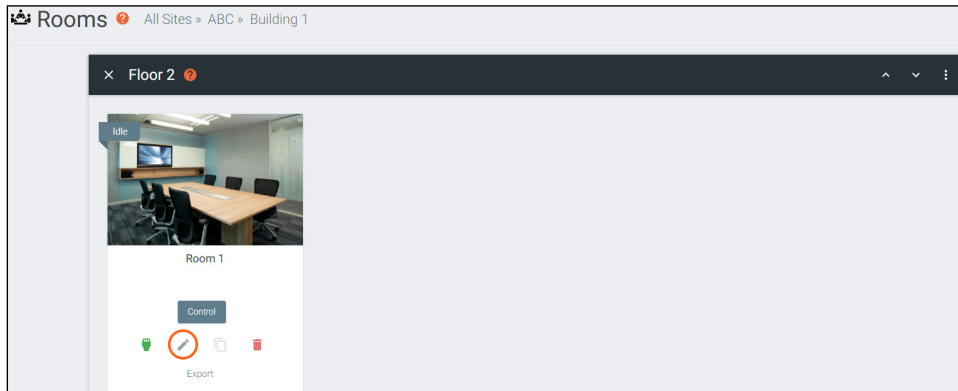 Rooms ? All Sites » ABC » Building 1
× Floor 2 ?
Idle
Room 1
Control
Export